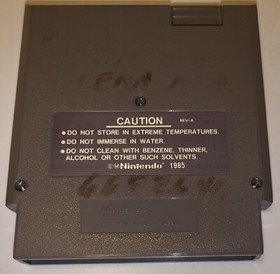 CAUTION
REV-A
• DO NOT STORE IN EXTREME TEMPERATURES.
• DO NOT IMMERSE IN WATER.
• DO NOT CLEAN WITH BENZENE, THINNER,
ALCOHOL OR OTHER SUCH SOLVENTS.
©Ⓜ Nintendo® 1985